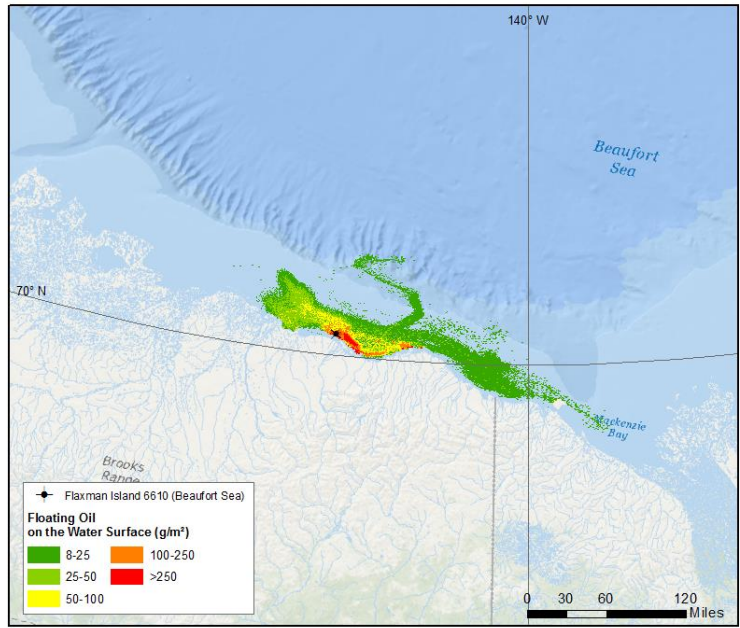 140° W
Beaufort
Sea
70° N
Mackenzie
Bay
Brooks
Range
Flaxman Island 6610 (Beaufort Sea)
Floating Oil
on the Water Surface (g/m²)
8-25
100-250
25-50
>250
50-100
0 30 60 120
Miles